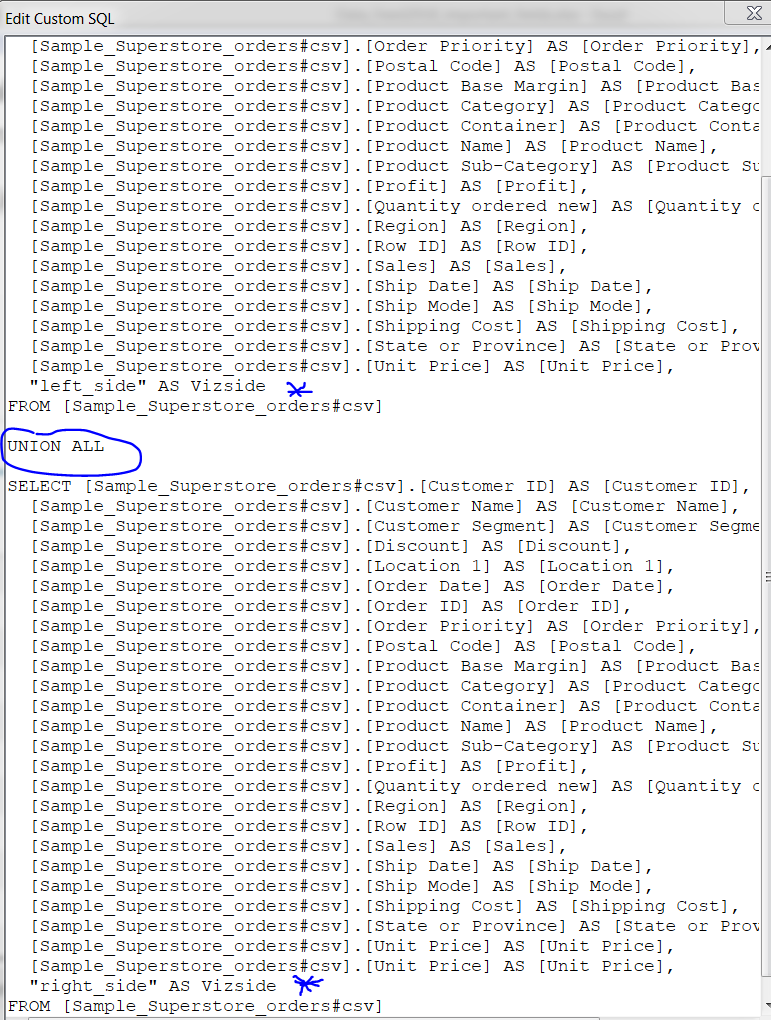 Edit Custom SQL
[Sample_Superstore_orders#csv].[Order Priority] AS [Order Priority],
[Sample_Superstore_orders#csv].[Postal Code] AS [Postal Code],
[Sample_Superstore_orders#csv].[Product Base Margin] AS [Product Bas
[Sample_Superstore_orders#csv].[Product Category] AS [Product Catego
[Sample_Superstore_orders#csv].[Product Container] AS [Product Conta
[Sample_Superstore_orders#csv].[Product Name] AS [Product Name],
[Sample_Superstore_orders#csv].[Product Sub-Category] AS [Product Su
[Sample_Superstore_orders#csv].[Profit] AS [Profit],
[Sample_Superstore_orders#csv].[Quantity ordered new] AS [Quantity o
[Sample_Superstore_orders#csv].[Region] AS [Region],
[Sample_Superstore_orders#csv].[Row ID] AS [Row ID],
[Sample_Superstore_orders#csv].[Sales] AS [Sales],
[Sample_Superstore_orders#csv].[Ship Date] AS [Ship Date],
[Sample_Superstore_orders#csv].[Ship Mode] AS [Ship Mode],
[Sample_Superstore_orders#csv].[Shipping Cost] AS [Shipping Cost],
[Sample_Superstore_orders#csv].[State or Province] AS [State or Prov
[Sample_Superstore_orders#csv].[Unit Price] AS [Unit Price],
"left_side" AS Vizside
FROM [Sample_Superstore_orders#csv]
UNION ALL
SELECT [Sample_Superstore_orders#csv].[Customer ID] AS [Customer ID],
[Sample_Superstore_orders#csv].[Customer Name] AS [Customer Name],
[Sample_Superstore_orders#csv].[Customer Segment] AS [Customer Segme
[Sample_Superstore_orders#csv].[Discount] AS [Discount],
[Sample_Superstore_orders#csv].[Location 1] AS [Location 1],
[Sample_Superstore_orders#csv].[Order Date] AS [Order Date],
[Sample_Superstore_orders#csv].[Order ID] AS [Order ID],
[Sample_Superstore_orders#csv].[Order Priority] AS [Order Priority],
[Sample_Superstore_orders#csv].[Postal Code] AS [Postal Code],
[Sample_Superstore_orders#csv].[Product Base Margin] AS [Product Bas
[Sample_Superstore_orders#csv].[Product Category] AS [Product Catego
[Sample_Superstore_orders#csv].[Product Container] AS [Product Conta
[Sample_Superstore_orders#csv].[Product Name] AS [Product Name],
[Sample_Superstore_orders#csv].[Product Sub-Category] AS [Product Su
[Sample_Superstore_orders#csv].[Profit] AS [Profit],
[Sample_Superstore_orders#csv].[Quantity ordered new] AS [Quantity o
[Sample_Superstore_orders#csv].[Region] AS [Region],
[Sample_Superstore_orders#csv].[Row ID] AS [Row ID],
[Sample_Superstore_orders#csv].[Sales] AS [Sales],
[Sample_Superstore_orders#csv].[Ship Date] AS [Ship Date],
[Sample_Superstore_orders#csv].[Ship Mode] AS [Ship Mode],
[Sample_Superstore_orders#csv].[Shipping Cost] AS [Shipping Cost],
[Sample_Superstore_orders#csv].[State or Province] AS [State or Prov
[Sample_Superstore_orders#csv].[Unit Price] AS [Unit Price],
[Sample_Superstore_orders#csv].[Unit Price] AS [Unit Price],
"right_side" AS Vizside
FROM [Sample_Superstore_orders#csv]